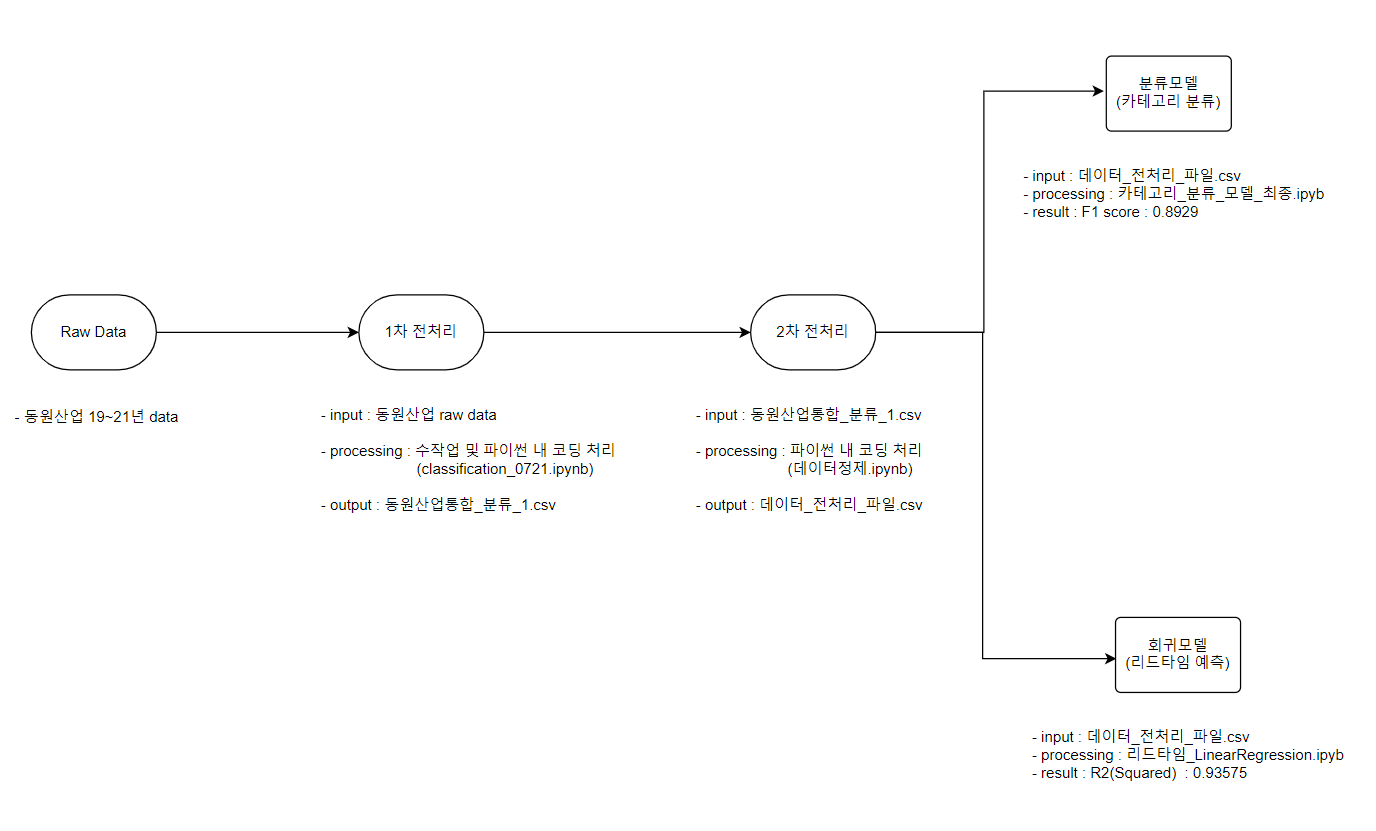 Raw Data
- 동원산업 19~21년 data
1차 전처리
- input : 동원산업 raw data
- processing : 수작업 및 파이썬 내 코딩 처리
(classification_0721.ipynb)
- output : 동원산업통합_분류_1.csv
2차 전처리
- input : 동원산업통합_분류_1.csv
- processing : 파이썬 내 코딩 처리
(데이터정제.ipynb)
- output : 데이터_전처리_파일.csv
분류모델
(카테고리 분류)
- input : 데이터_전처리_파일.csv
- processing : 카테고리_분류_모델_최종.ipyb
- result : F1 score : 0.8929
회귀모델
(리드타임 예측)
- input : 데이터_전처리_파일.csv
- processing : 리드타임_LinearRegression.ipyb
- result : R2(Squared)  : 0.93575